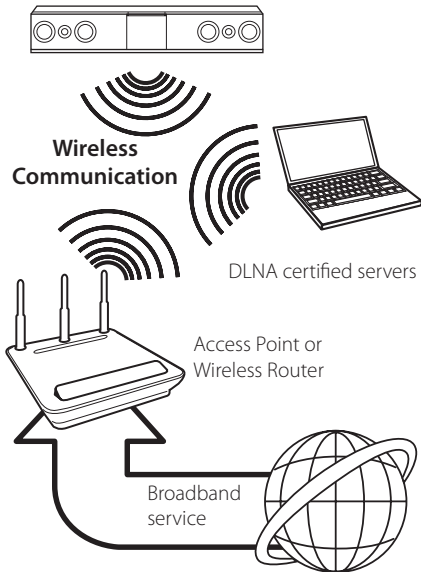 Wireless
Communication
DLNA certified servers
Access Point or
Wireless Router
Broadband
service